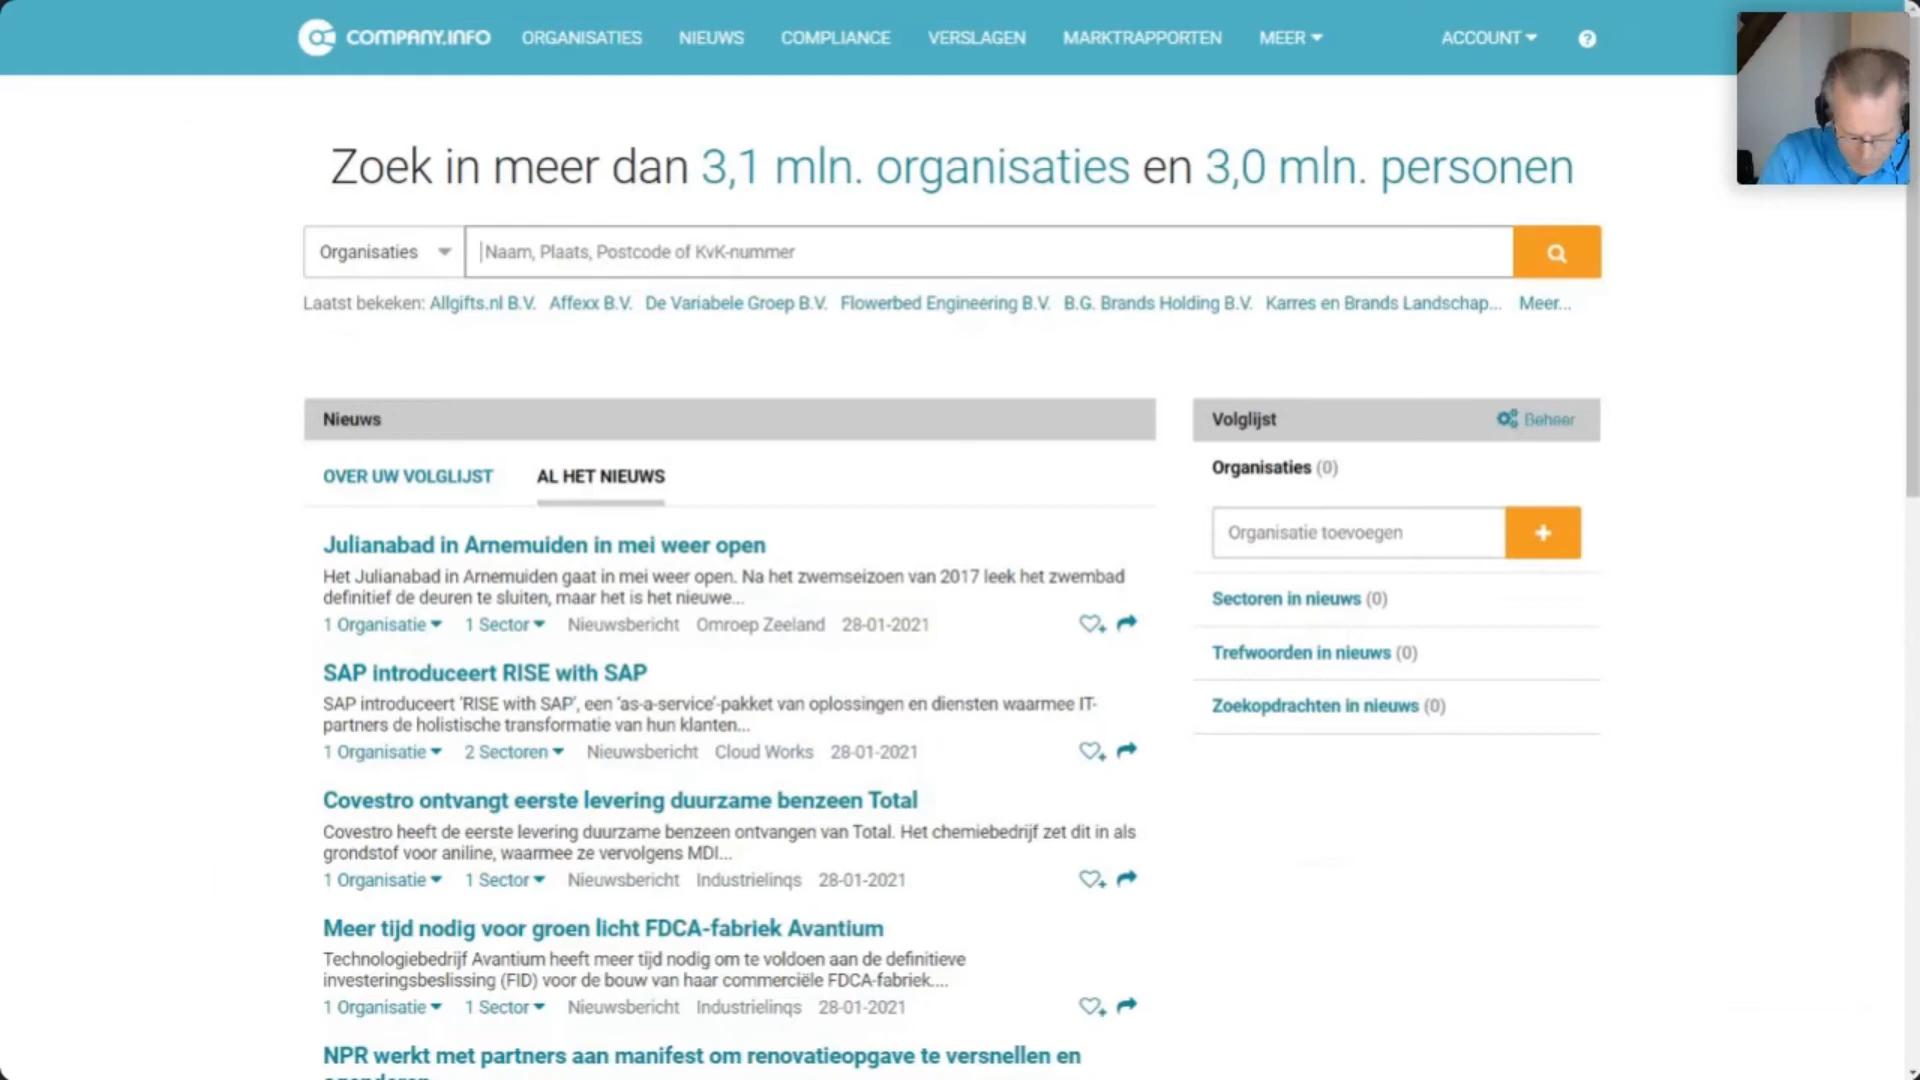 COMPANY.INFO ORGANISATIES NIEUWS COMPLIANCE VERSLAGEN MARKTRAPPORTEN MEER ACCOUNT ?
Zoek in meer dan 3,1 mln. organisaties en 3,0 mln. personen
Organisaties Naam, Plaats, Postcode of KvK-nummer
Laatst bekeken: Allgifts.nl B.V. Affexx B.V. De Variabele Groep B.V. Flowerbed Engineering B.V. B.G. Brands Holding B.V. Karres en Brands Landschap... Meer...
Nieuws
OVER UW VOLGLIJST AL HET NIEUWS
Julianabad in Arnemuiden in mei weer open
Het Julianabad in Arnemuiden gaat in mei weer open. Na het zwemseizoen van 2017 leek het zwembad
definitief de deuren te sluiten, maar het is het nieuwe...
1 Organisatie 1 Sector Nieuwsbericht Omroep Zeeland 28-01-2021
SAP introduceert RISE with SAP
SAP introduceert 'RISE with SAP', een 'as-a-service'-pakket van oplossingen en diensten waarmee IT-
partners de holistische transformatie van hun klanten...
1 Organisatie 2 Sectoren Nieuwsbericht Cloud Works 28-01-2021
Covestro ontvangt eerste levering duurzame benzeen Total
Covestro heeft de eerste levering duurzame benzeen ontvangen van Total. Het chemiebedrijf zet dit in als
grondstof voor aniline, waarmee ze vervolgens MDI...
1 Organisatie 1 Sector Nieuwsbericht Industrielinqs 28-01-2021
Meer tijd nodig voor groen licht FDCA-fabriek Avantium
Technologiebedrijf Avantium heeft meer tijd nodig om te voldoen aan de definitieve
investeringsbeslissing (FID) voor de bouw van haar commerciële FDCA-fabriek....
1 Organisatie 1 Sector Nieuwsbericht Industrielinqs 28-01-2021
NPR werkt met partners aan manifest om renovatieopgave te versnellen en
Volglijst Beheer
Organisaties (0)
Organisatie toevoegen +
Sectoren in nieuws (0)
Trefwoorden in nieuws (0)
Zoekopdrachten in nieuws (0)